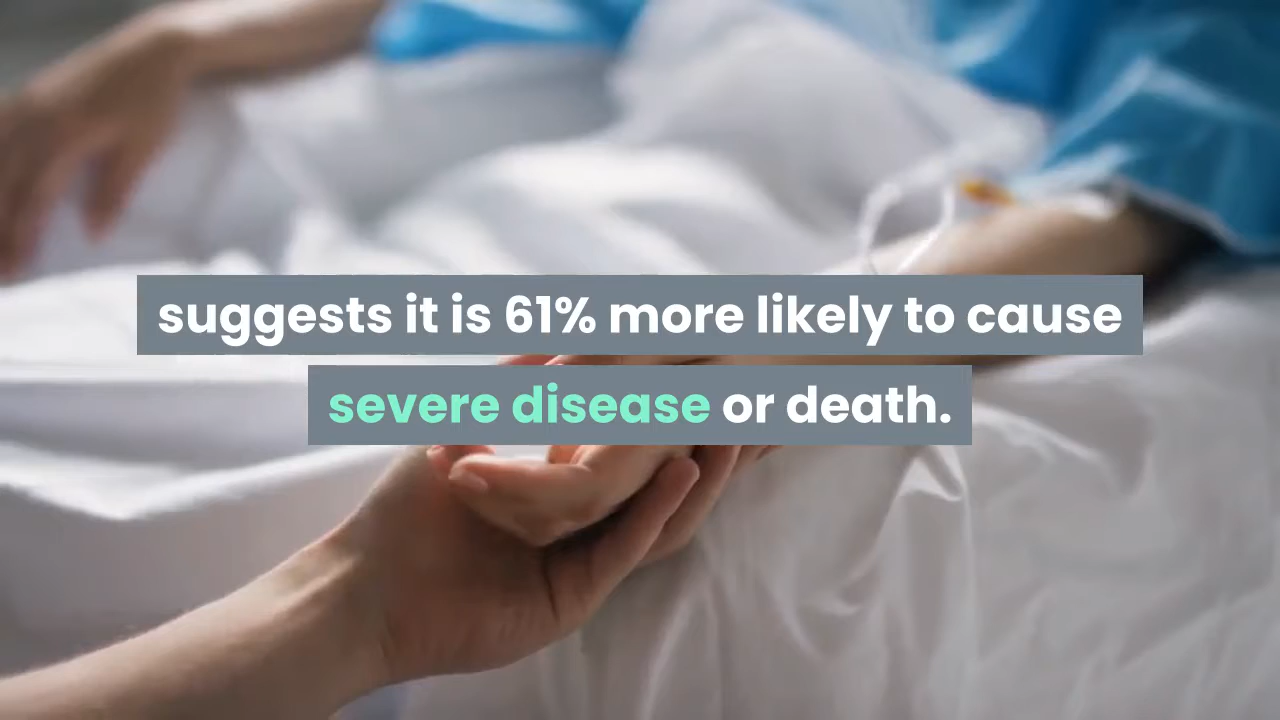 suggests it is 61% more likely to cause
severe disease or death.